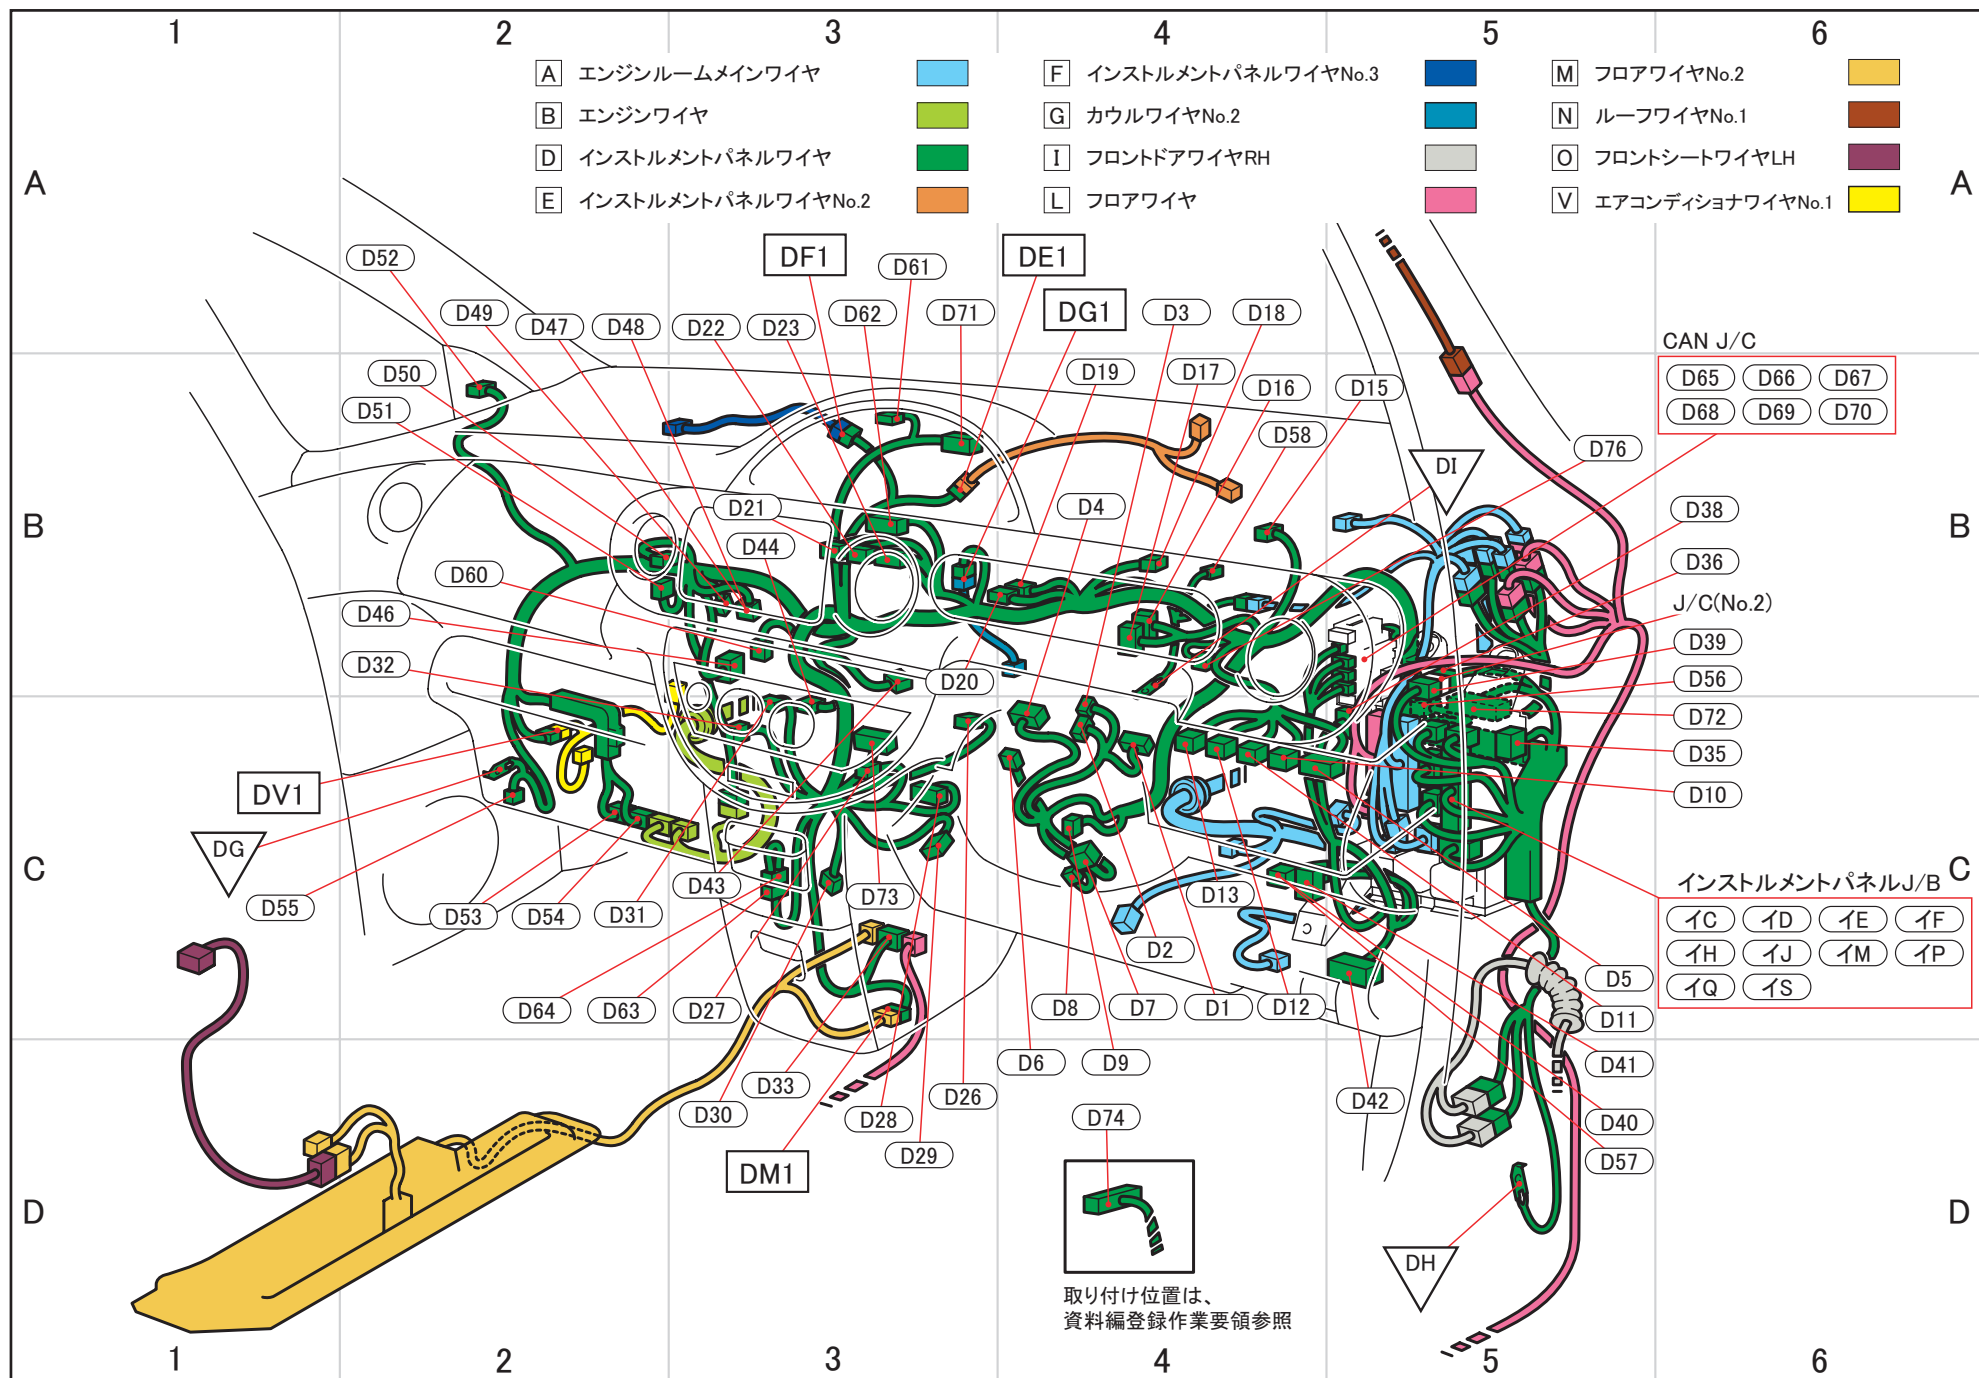 1 2 3 4 5 6
A エンジンルームメインワイヤ F インストルメントパネルワイヤNo.3 M フロアワイヤNo.2
B エンジンワイヤ G カウルワイヤNo.2 N ルーフワイヤNo.1
D インストルメントパネルワイヤ I フロントドアワイヤRH O フロントシートワイヤLH
E インストルメントパネルワイヤNo.2 L フロアワイヤ V エアコンディショナワイヤNo.1
A A
D52 DF1 D61 DE1
D49 D47 D48 D22 D23 D62 D71 DG1 D3 D18
CAN J/C
D50 D19 D17 D16 D15
D65 D66 D67
D51 D68 D69 D70
D58 D76
DI
D21 D4 D38
B B
D44
D60 D36
J/C(No.2)
D46 D39
D32 D20 D56
D72
D35
DV1 D10
DG
C C
D55 D53 D54 D31 D43 D73 D13
インストルメントパネルJ/B
イC イD イE イF
D2
イH イJ イM イP
D5
イQ イS
D64 D63 D27 D8 D7 D1 D12 D11
D6 D9 D41
D33 D26
D30 D28 D42
D74 D40
D29 D57
DM1
D D
DH
取り付け位置は、
資料編登録作業要領参照
1 2 3 4 5 6